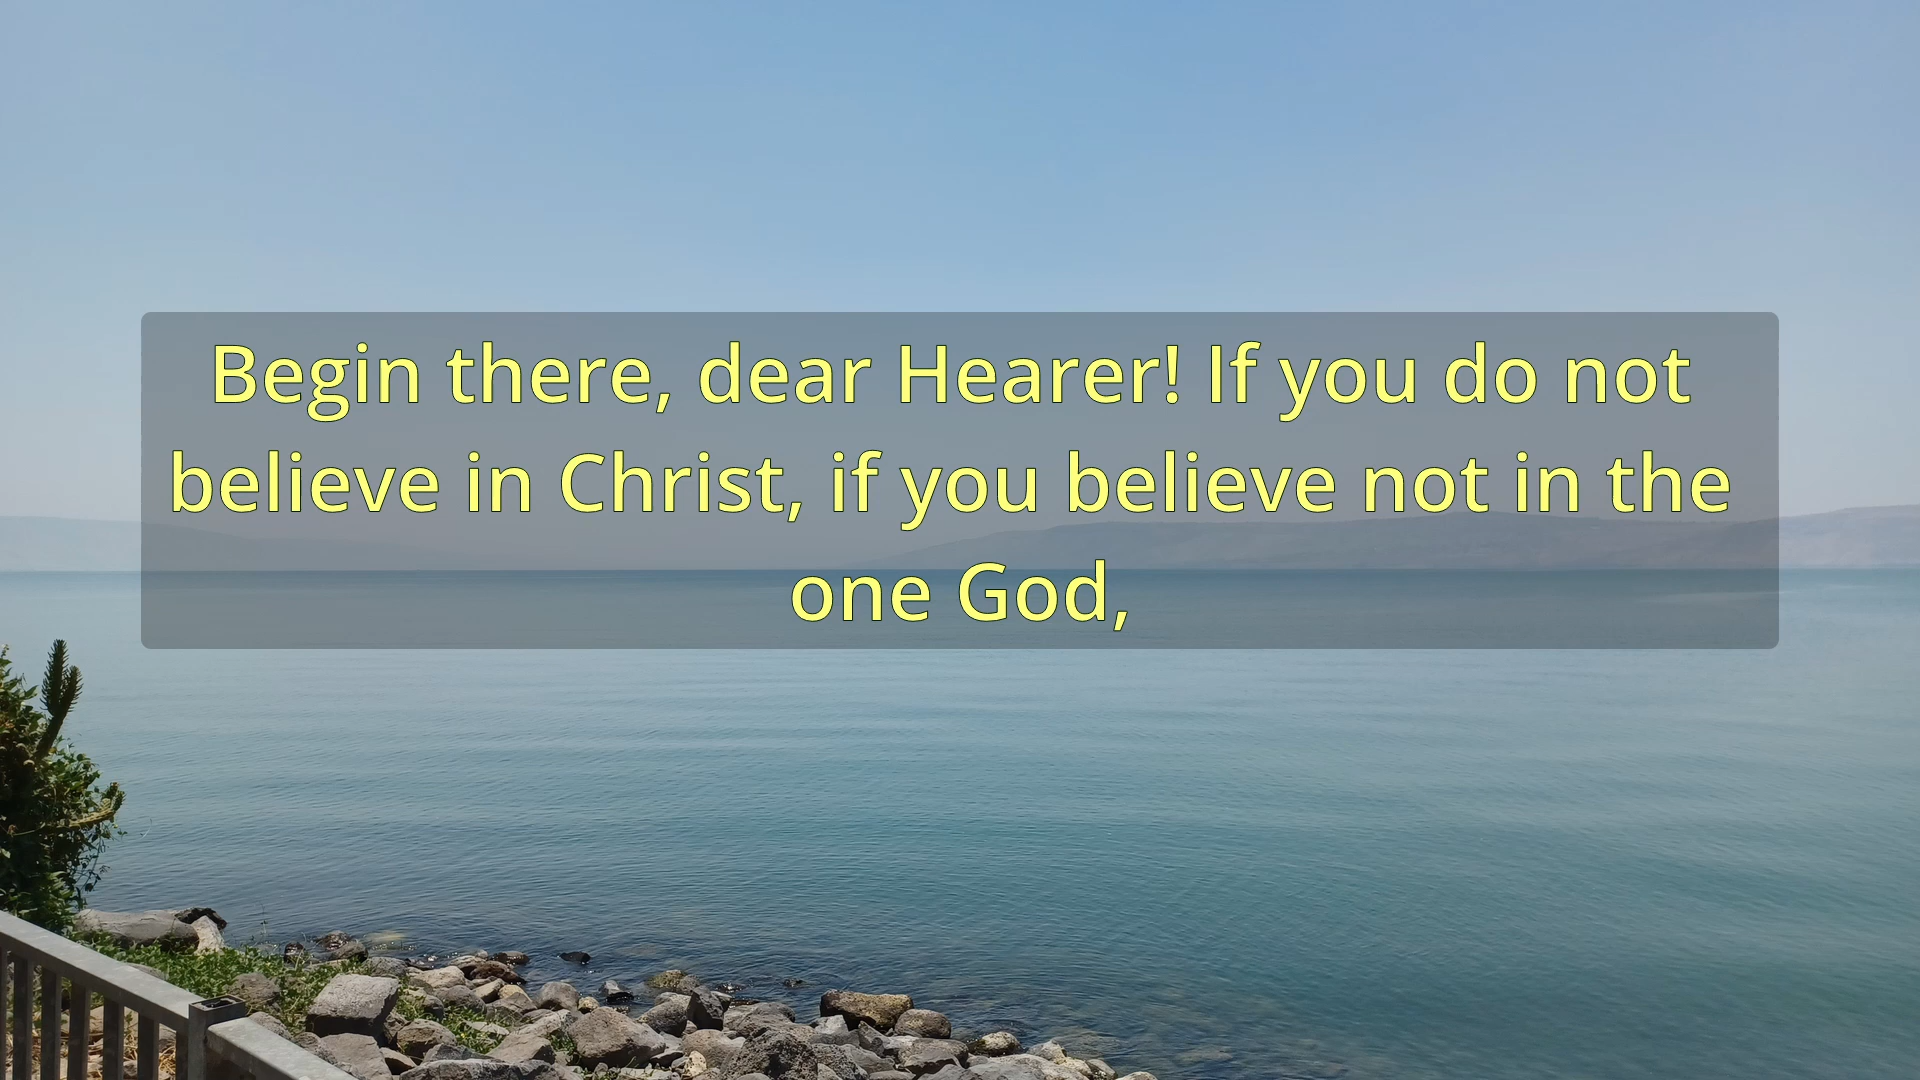 Begin there, dear Hearer! If you do not
believe in Christ, if you believe not in the
one God,